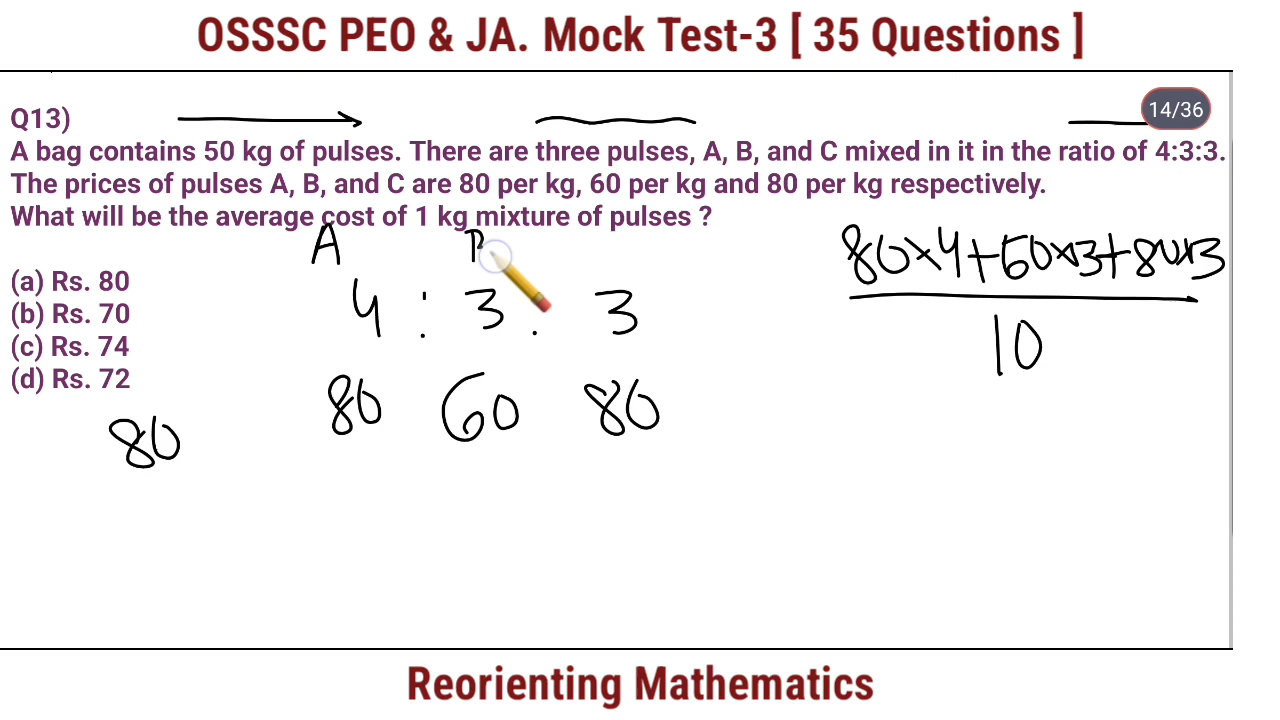 OSSSC PEO & JA. Mock Test-3 [ 35 Questions ]
14/36
Q13)
A bag contains 50 kg of pulses. There are three pulses, A, B, and C mixed in it in the ratio of 4:3:3.
The prices of pulses A, B, and C are 80 per kg, 60 per kg and 80 per kg respectively.
What will be the average cost of 1 kg mixture of pulses ?
A B
80×4+60×3+80×3
10
(a) Rs. 80
(b) Rs. 70
(c) Rs. 74
(d) Rs. 72
4 : 3 : 3
80 60 80
80
Reorienting Mathematics